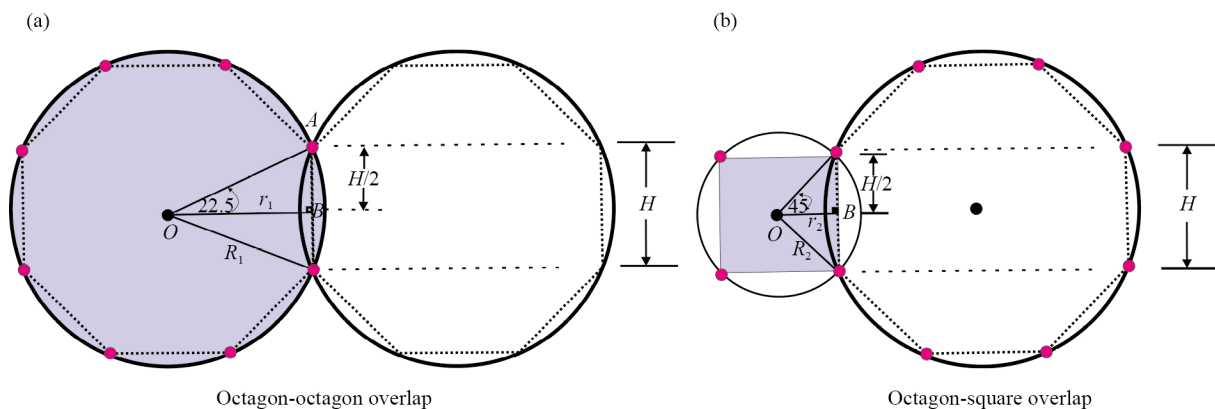 (a)
A
H/2
22.5
r1
B
O
R1
H
Octagon-octagon overlap
(b)
H/2
45
r2
B
O
R2
H
Octagon-square overlap